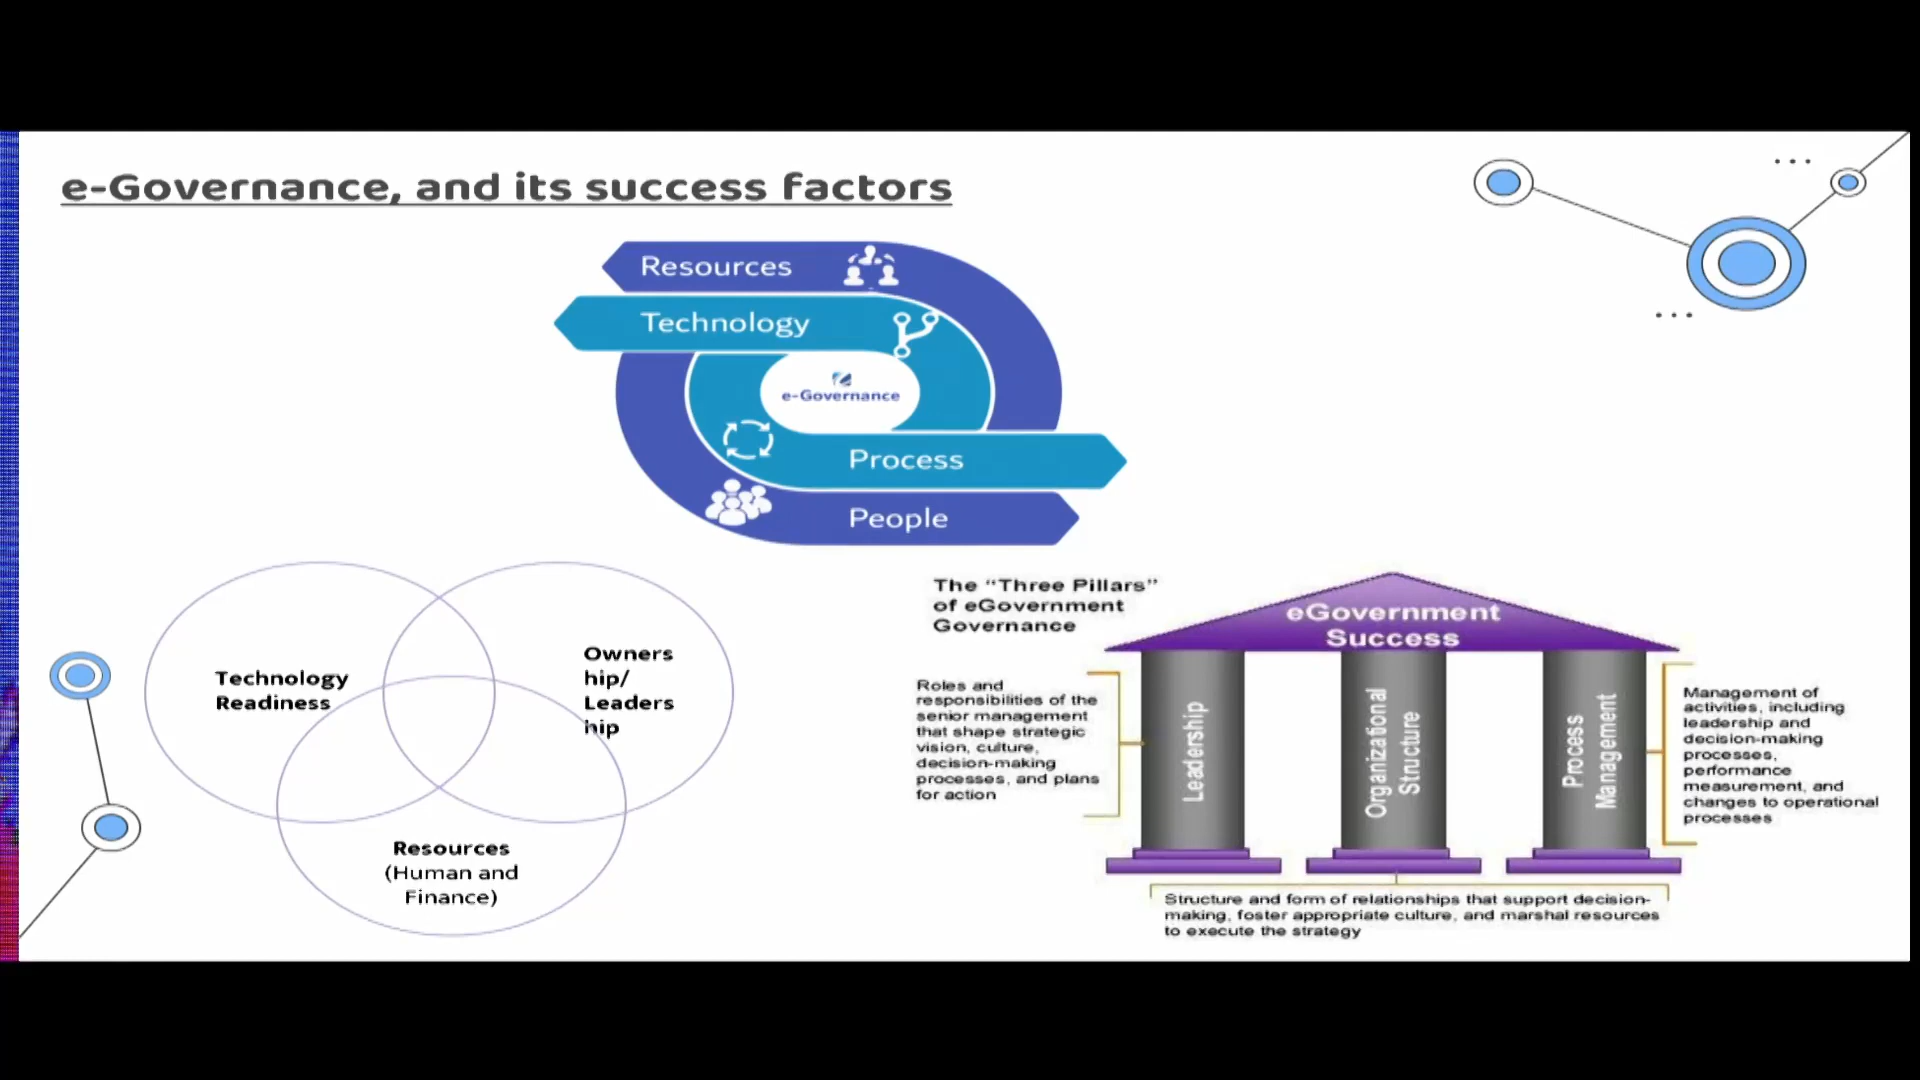 e-Governance, and its success factors
Resources
Technology
e-Governance
Process
People
Technology
Readiness
Owners
hip/
Leaders
hip
Resources
(Human and
Finance)
The “Three Pillars”
of eGovernment
Governance
eGovernment
Success
Roles and
responsibilities of the
senior management
that shape strategic
vision, culture,
decision-making
processes, and plans
for action
Leadership
Organizational
Structure
Process
Management
Management of
activities, including
leadership and
decision-making
processes,
performance
measurement, and
changes to operational
processes
Structure and form of relationships that support decision-
making, foster appropriate culture, and marshal resources
to execute the strategy